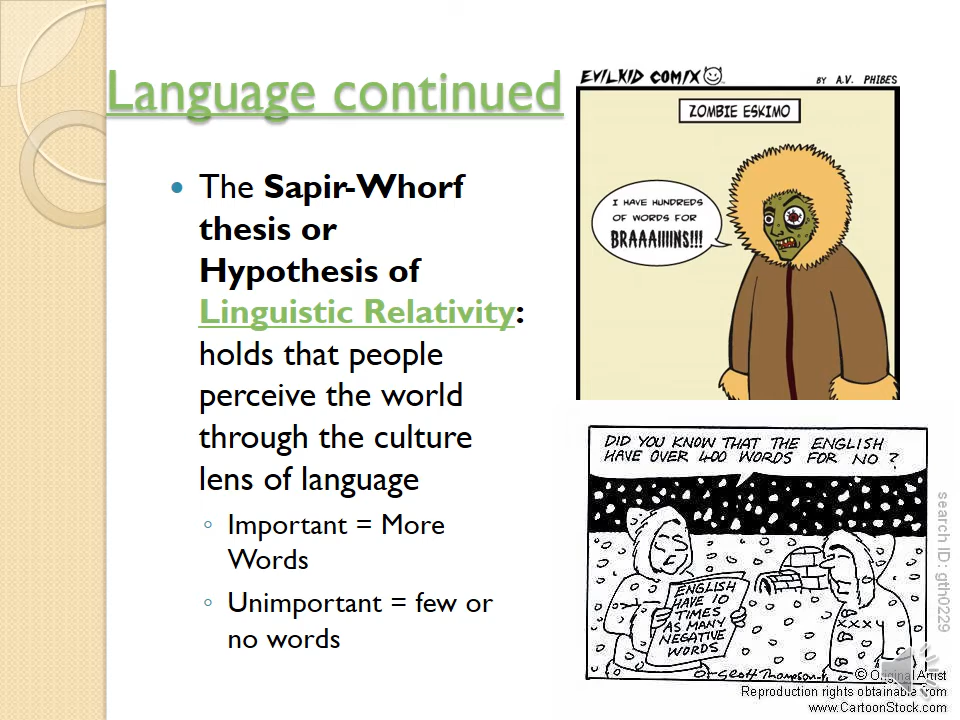 Language continued
The Sapir-Whorf
thesis or
Hypothesis of
Linguistic Relativity:
holds that people
perceive the world
through the culture
lens of language
Important = More
Words
Unimportant = few or
no words
EVILKID COMIX
BY A.V. PHIBES
ZOMBIE ESKIMO
I HAVE HUNDREDS
OF WORDS FOR
BRAAAIIIINS!!!
DID YOU KNOW THAT THE ENGLISH
HAVE OVER 400 WORDS FOR NO ?
ENGLISH
HAVE 10
TIMES
AS MANY
NEGATIVE
WORDS
Geoff Thompson
© Original Artist
Reproduction rights obtainable from
www.CartoonStock.com
search ID: gth0229